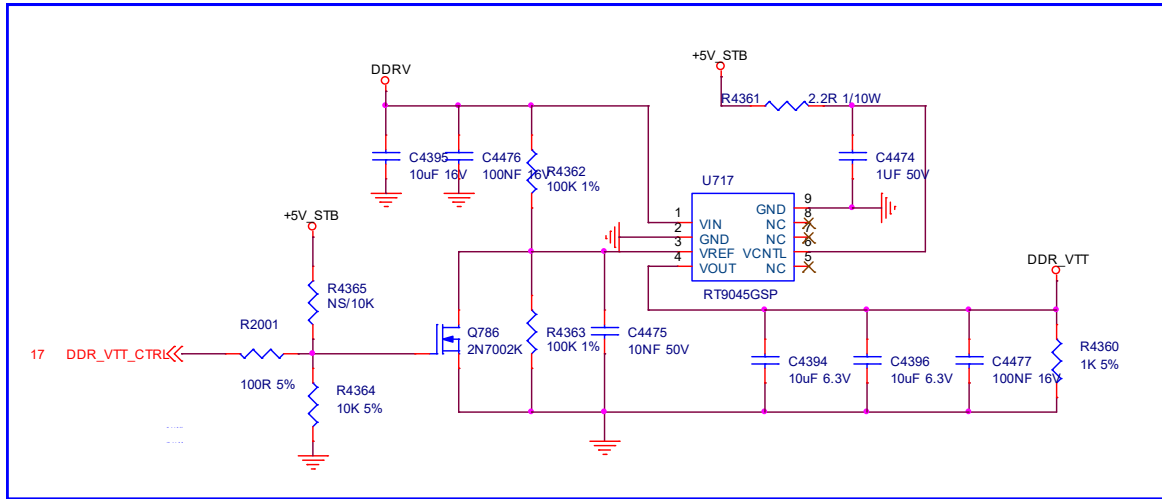 +5V_STB
DDRV
R4361
2.2R 1/10W
C4395
10uF 16V
C4476
100NF 16V
R4362
100K 1%
C4474
1UF 50V
U717
1
2
3
4
VIN
GND
VREF
VOUT
GND
NC
NC
VCNTL
NC
9
8
7
6
5
RT9045GSP
+5V_STB
DDR_VTT
R4365
NS/10K
R2001
100R 5%
17 DDR_VTT_CTRL
R4364
10K 5%
Q786
2N7002K
R4363
100K 1%
C4475
10NF 50V
C4394
10uF 6.3V
C4396
10uF 6.3V
C4477
100NF 16V
R4360
1K 5%